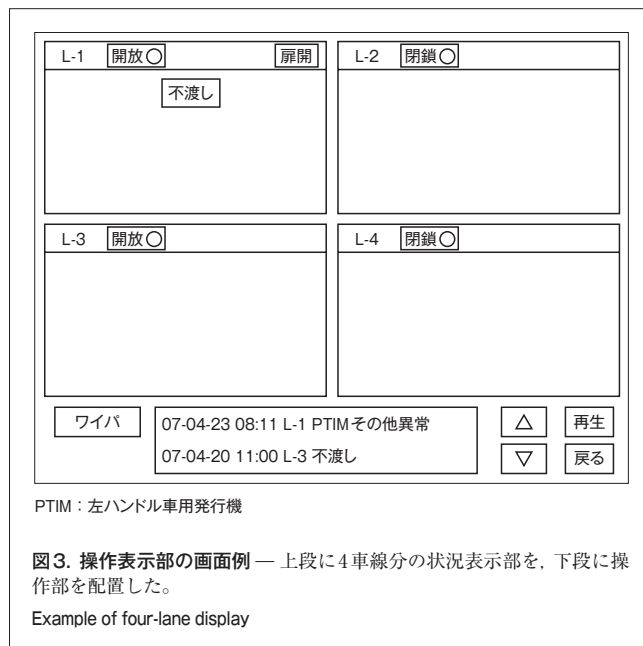 L-1 開放○ 扉開
不渡し
L-2 閉鎖○
L-3 開放○
L-4 閉鎖○
ワイパ
07-04-23 08:11 L-1 PTIMその他異常
07-04-20 11:00 L-3 不渡し
△ 再生
▽ 戻る
PTIM：左ハンドル車用発行機
図3. 操作表示部の画面例 — 上段に4車線分の状況表示部を，下段に操
作部を配置した。
Example of four-lane display